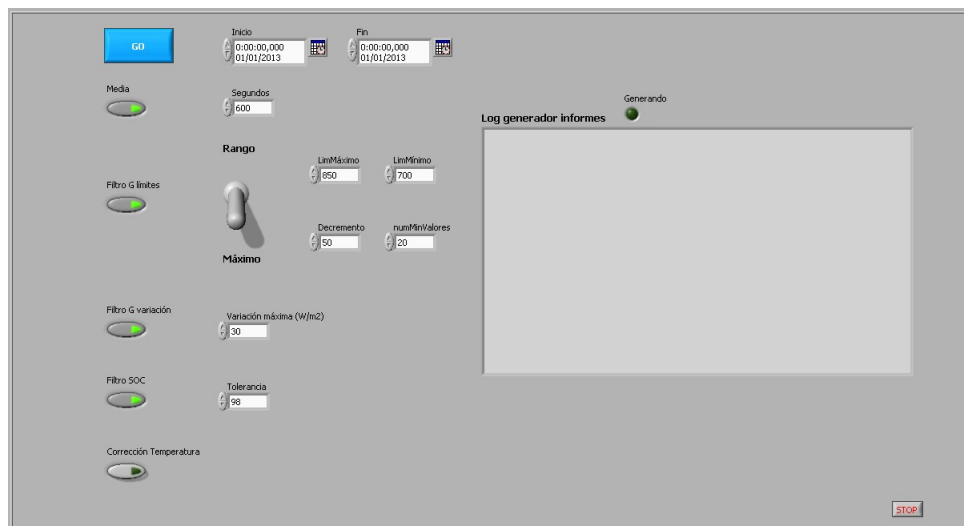 GO
Inicio
0:00:00,000
01/01/2013
Fin
0:00:00,000
01/01/2013
Media
Segundos
600
Generando
Log generador informes
Rango
LimMáximo
850
LimMínimo
700
Filtro G límites
Decremento
50
numMinValores
20
Máximo
Filtro G variación
Variación máxima (W/m2)
30
Filtro SOC
Tolerancia
98
Corrección Temperatura
STOP